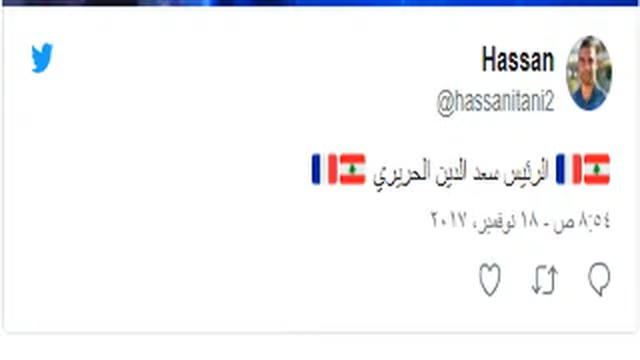 Hassan
@hassanitani2
🇱🇧🇫🇷 الرئيس سعد الدين الحريري 🇱🇧🇫🇷
٨:٥٤ ص - ١٨ نوفمبر، ٢٠١٧